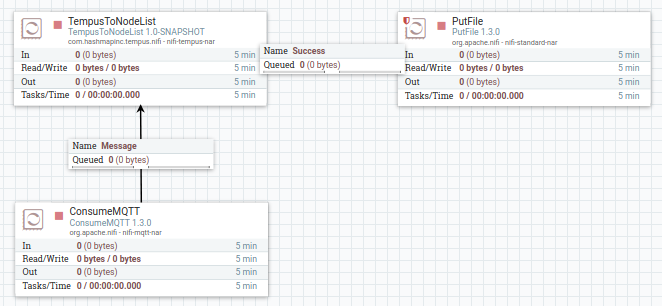 TempusToNodeList
TempusToNodeList 1.0-SNAPSHOT
com.hashmapinc.tempus.nifi - nifi-tempus-nar
In 0 (0 bytes) 5 min
Read/Write 0 bytes / 0 bytes 5 min
Out 0 (0 bytes) 5 min
Tasks/Time 0 / 00:00:00.000 5 min
Name Success
Queued 0 (0 bytes)
PutFile
PutFile 1.3.0
org.apache.nifi - nifi-standard-nar
In 0 (0 bytes) 5 min
Read/Write 0 bytes / 0 bytes 5 min
Out 0 (0 bytes) 5 min
Tasks/Time 0 / 00:00:00.000 5 min
Name Message
Queued 0 (0 bytes)
ConsumeMQTT
ConsumeMQTT 1.3.0
org.apache.nifi - nifi-mqtt-nar
In 0 (0 bytes) 5 min
Read/Write 0 bytes / 0 bytes 5 min
Out 0 (0 bytes) 5 min
Tasks/Time 0 / 00:00:00.000 5 min